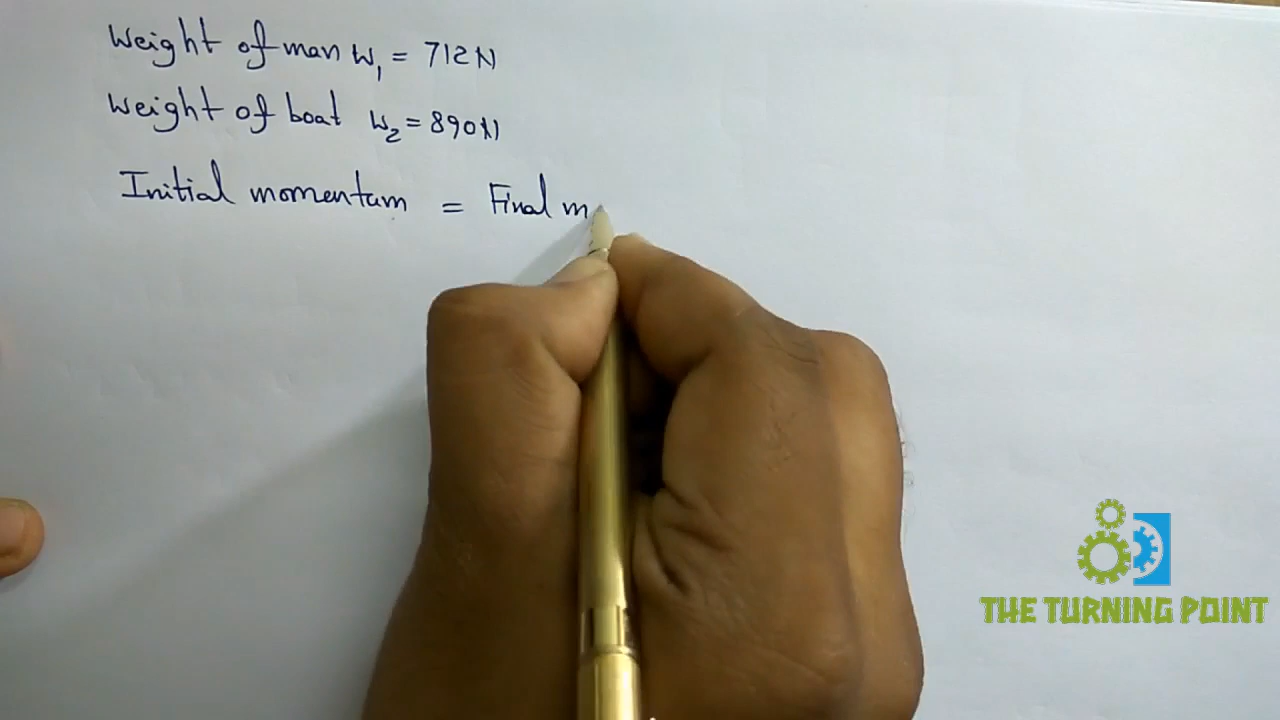 Weight of man W₁ = 712N
Weight of boat W₂ = 890N
Initial momentum = Final m
THE TURNING POINT